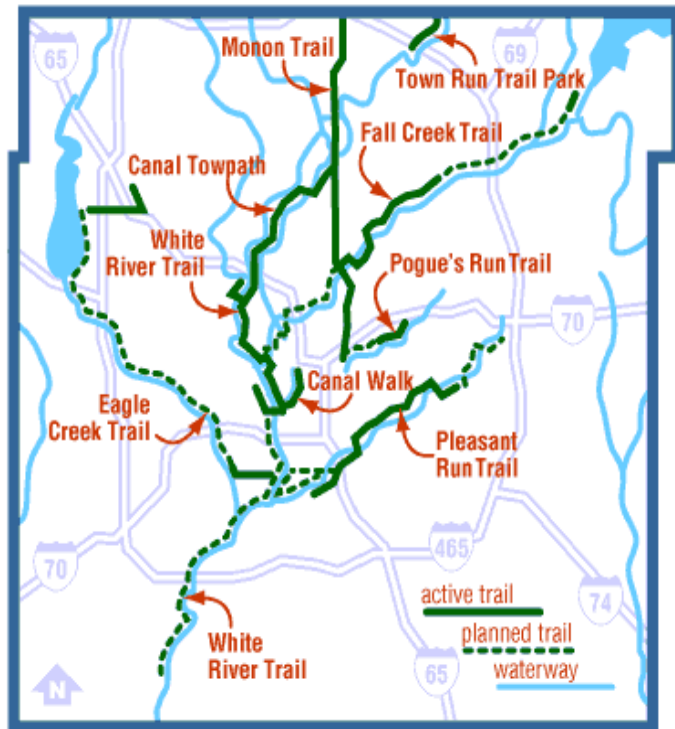 65
Monon Trail
69
Town Run Trail Park
Fall Creek Trail
Canal Towpath
White
River Trail
Pogue's Run Trail
70
Canal Walk
Eagle
Creek Trail
Pleasant
Run Trail
70
465
active trail
74
planned trail
White
River Trail
65
waterway
N